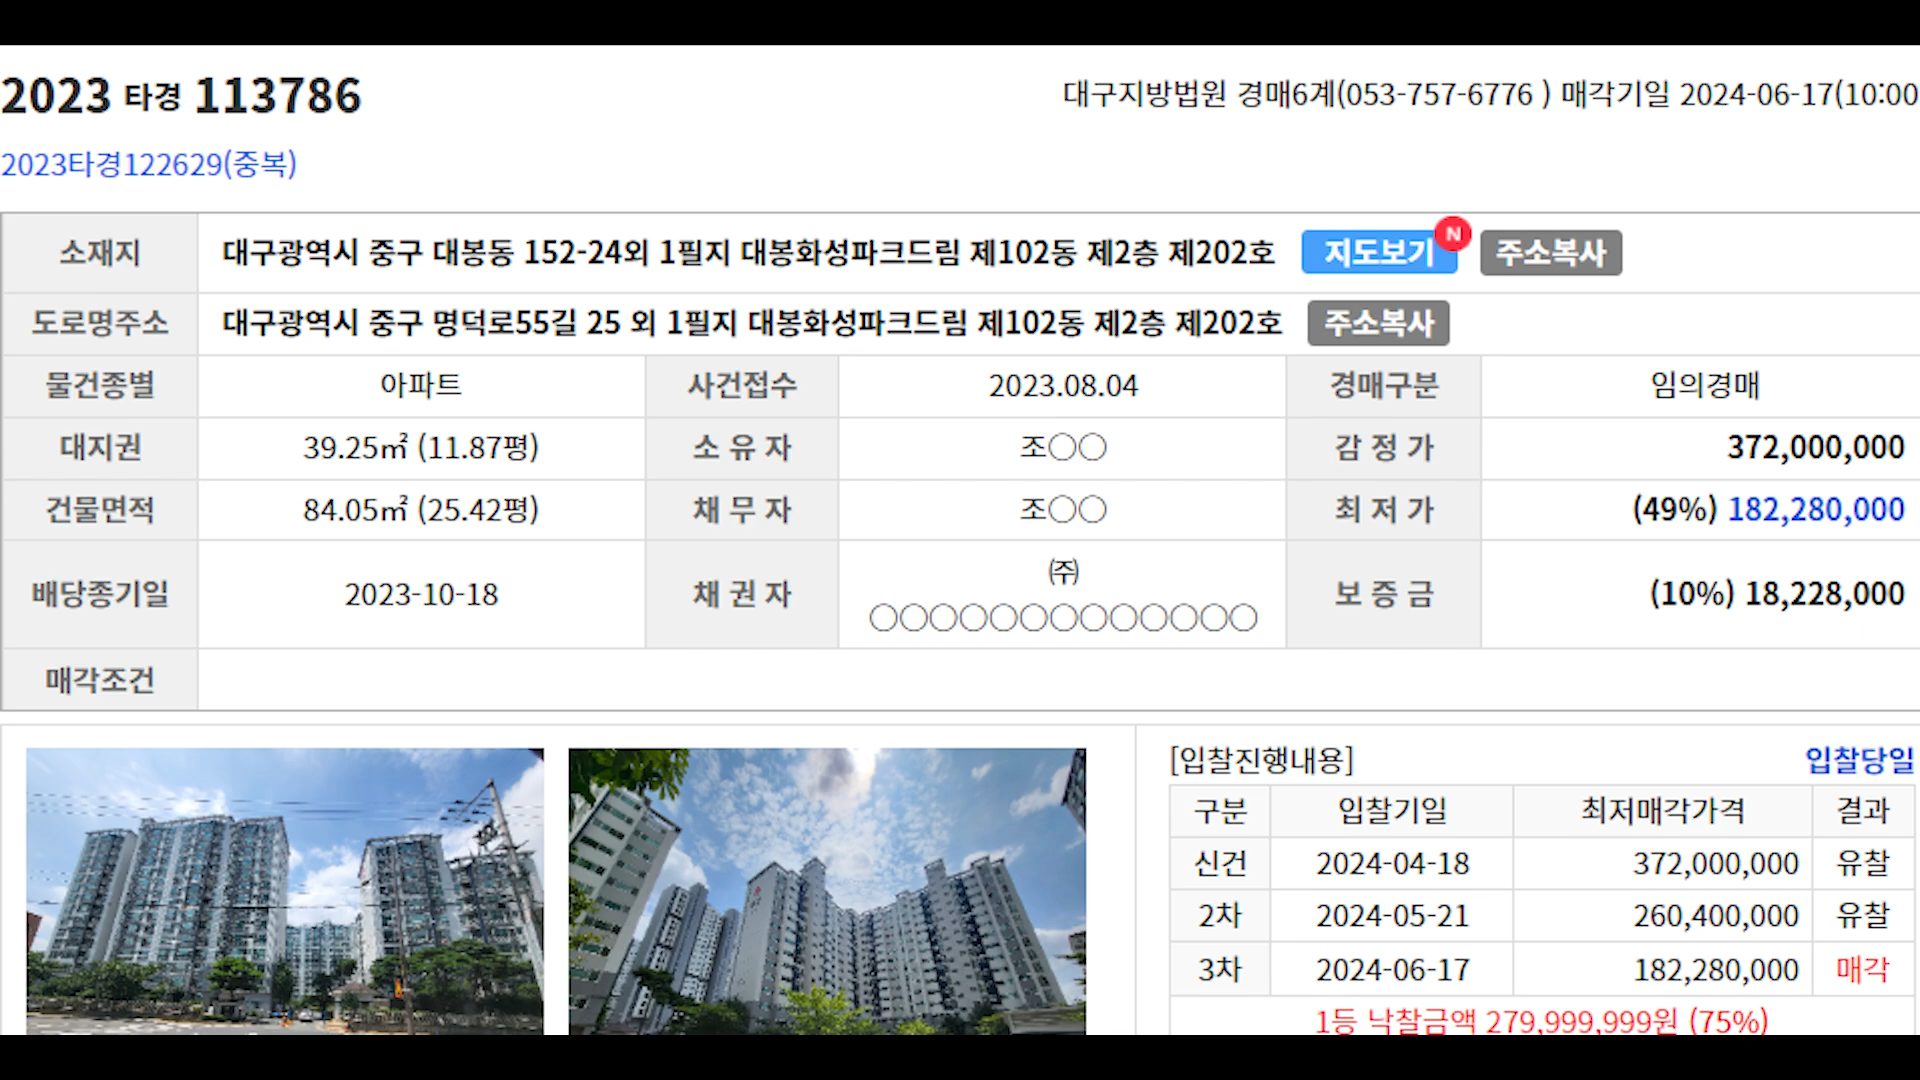 2023 타경 113786
대구지방법원 경매6계(053-757-6776 ) 매각기일 2024-06-17(10:00
2023타경122629(중복)
소재지 대구광역시 중구 대봉동 152-24외 1필지 대봉화성파크드림 제102동 제2층 제202호 지도보기 N 주소복사
도로명주소 대구광역시 중구 명덕로55길 25 외 1필지 대봉화성파크드림 제102동 제2층 제202호 주소복사
물건종별 아파트 사건접수 2023.08.04 경매구분 임의경매
대지권 39.25㎡ (11.87평) 소 유 자 조○○ 감 정 가 372,000,000
건물면적 84.05㎡ (25.42평) 채 무 자 조○○ 최 저 가 (49%) 182,280,000
배당종기일 2023-10-18 채 권 자 ㈜ ○○○○○○○○○○○○○ 보 증 금 (10%) 18,228,000
매각조건
[입찰진행내용] 입찰당일
구분 입찰기일 최저매각가격 결과
신건 2024-04-18 372,000,000 유찰
2차 2024-05-21 260,400,000 유찰
3차 2024-06-17 182,280,000 매각
1등 낙찰금액 279,999,999원 (75%)